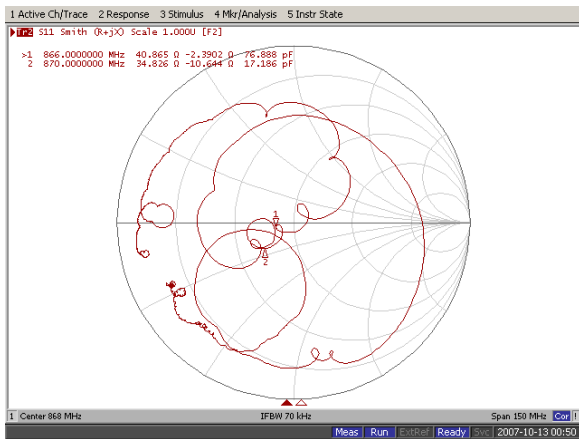 1 Active Ch/Trace 2 Response 3 Stimulus 4 Mkr/Analysis 5 Instr State
Tr2 S11 Smith (R+jX) Scale 1.000U [F2]
>1 866.0000000 MHz 40.865 Ω -2.3902 Ω 76.888 pF
2 870.0000000 MHz 34.826 Ω -10.644 Ω 17.186 pF
1
2
1 Center 868 MHz IFBW 70 kHz Span 150 MHz Cor !
Meas Run ExtRef Ready Svc 2007-10-13 00:50